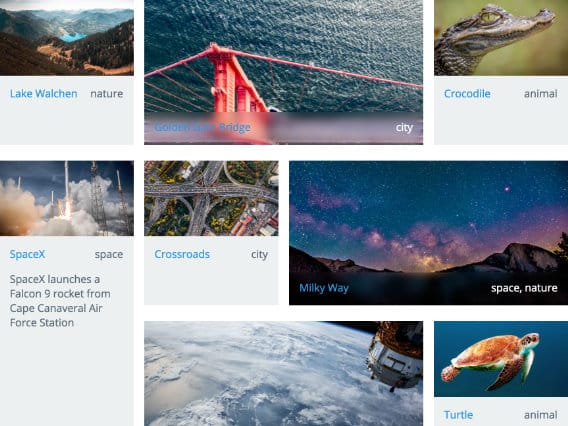 Lake Walchen nature
Golden Gate Bridge city
Crocodile animal
SpaceX space
SpaceX launches a
Falcon 9 rocket from
Cape Canaveral Air
Force Station
Crossroads city
Milky Way space, nature
Turtle animal